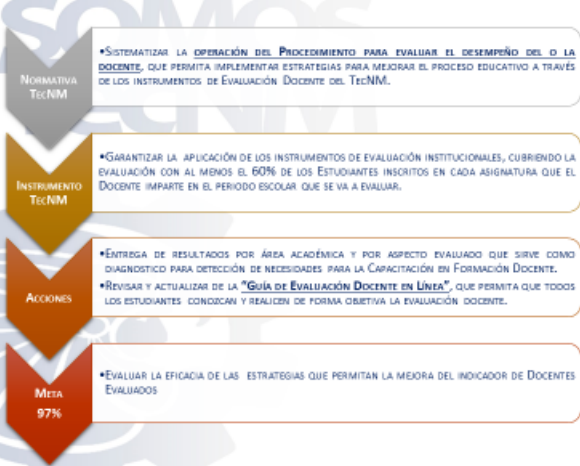 SOMOS
TECNM
NORMATIVA
TECNM
•SISTEMATIZAR LA OPERACIÓN DEL PROCEDIMIENTO PARA EVALUAR EL DESEMPEÑO DEL O LA
DOCENTE, QUE PERMITA IMPLEMENTAR ESTRATEGIAS PARA MEJORAR EL PROCESO EDUCATIVO A TRAVÉS
DE LOS INSTRUMENTOS DE EVALUACIÓN DOCENTE DEL TECNM.
INSTRUMENTO
TECNM
•GARANTIZAR LA APLICACIÓN DE LOS INSTRUMENTOS DE EVALUACIÓN INSTITUCIONALES, CUBRIENDO LA
EVALUACIÓN CON AL MENOS EL 60% DE LOS ESTUDIANTES INSCRITOS EN CADA ASIGNATURA QUE EL
DOCENTE IMPARTE EN EL PERIODO ESCOLAR QUE SE VA A EVALUAR.
ACCIONES
•ENTREGA DE RESULTADOS POR ÁREA ACADÉMICA Y POR ASPECTO EVALUADO QUE SIRVE COMO
DIAGNOSTICO PARA DETECCIÓN DE NECESIDADES PARA LA CAPACITACIÓN EN FORMACIÓN DOCENTE.
•REVISAR Y ACTUALIZAR DE LA "GUÍA DE EVALUACIÓN DOCENTE EN LÍNEA", QUE PERMITA QUE TODOS
LOS ESTUDIANTES CONOZCAN Y REALICEN DE FORMA OBJETIVA LA EVALUACIÓN DOCENTE.
META
97%
•EVALUAR LA EFICACIA DE LAS ESTRATEGIAS QUE PERMITAN LA MEJORA DEL INDICADOR DE DOCENTES
EVALUADOS